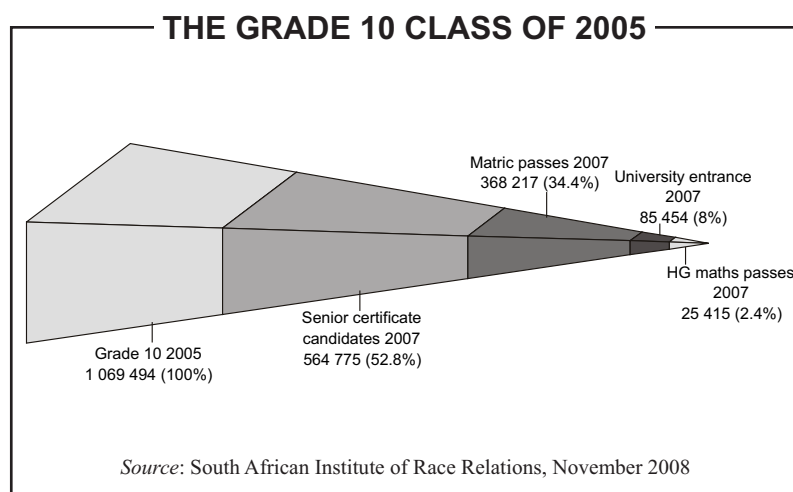 THE GRADE 10 CLASS OF 2005
Matric passes 2007
368 217 (34.4%)
University entrance
2007
85 454 (8%)
HG maths passes
2007
25 415 (2.4%)
Senior certificate
candidates 2007
564 775 (52.8%)
Grade 10 2005
1 069 494 (100%)
Source: South African Institute of Race Relations, November 2008